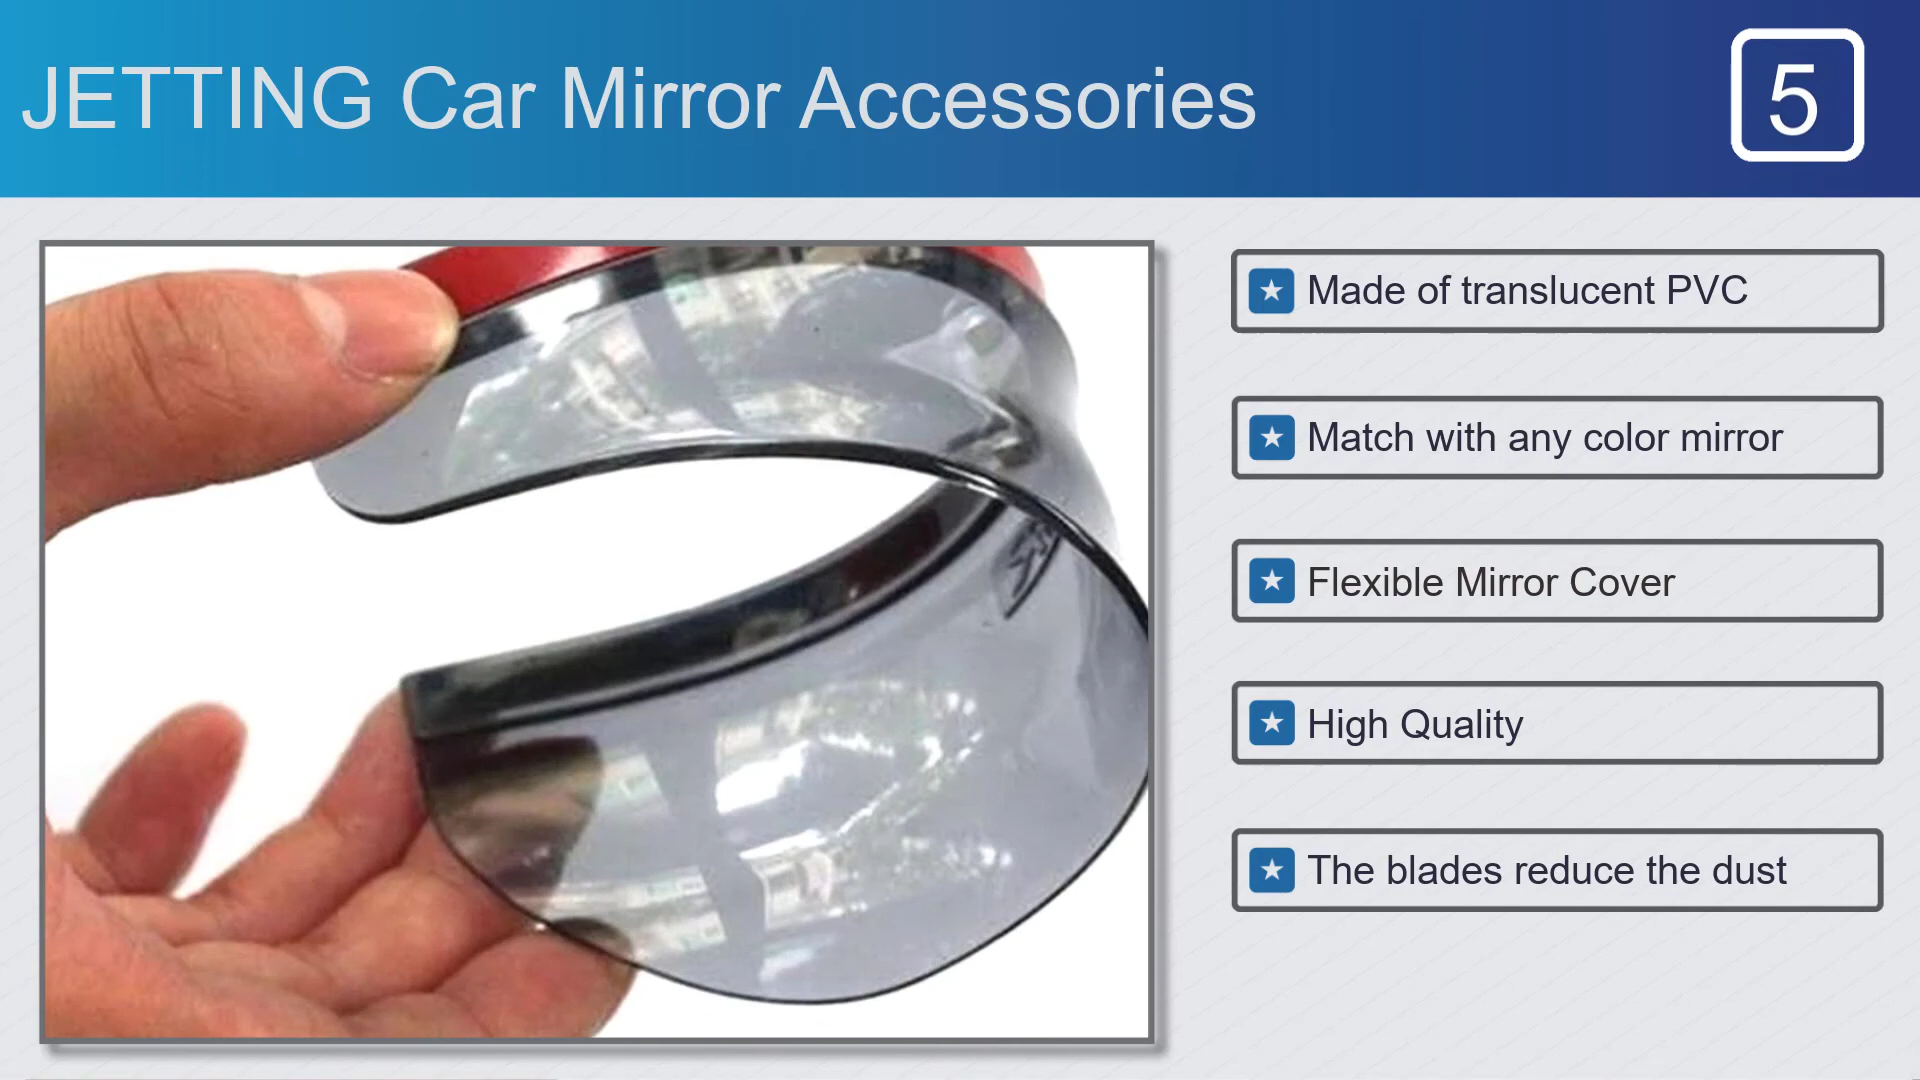 JETTING Car Mirror Accessories
5
Made of translucent PVC
Match with any color mirror
Flexible Mirror Cover
High Quality
The blades reduce the dust